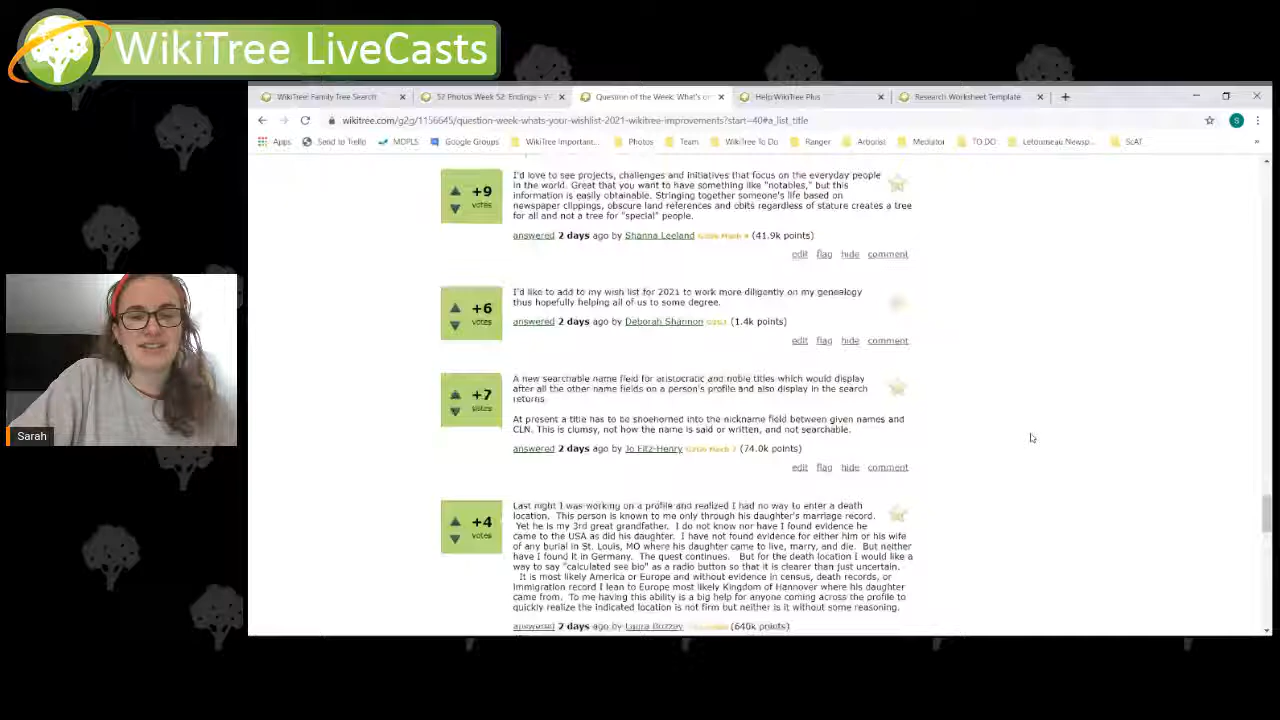 WikiTree LiveCasts
WikiTree: Family Tree Search
52 Photos Week 52: Endings - W
Question of the Week: What's on
Help:WikiTree Plus
Research Worksheet Template
wikitree.com/g2g/1156645/question-week-whats-your-wishlist-2021-wikitree-improvements?start=40#a_list_title
Apps
Send to Trello
MDPLS
Google Groups
WikiTree Important...
Photos
Team
WikiTree To Do
Ranger
Arborist
Mediator
TO DO
Letourneau Newsp...
ScAT
+9
votes
I'd love to see projects, challenges and initiatives that focus on the everyday people
in the world. Great that you want to have something like "notables," but this
information is easily obtainable. Stringing together someone's life based on
newspaper clippings, obscure land references and obits regardless of stature creates a tree
for all and not a tree for "special" people.
answered 2 days ago by Shanna Leeland (41.9k points)
edit flag hide comment
+6
votes
I'd like to add to my wish list for 2021 to work more diligently on my genealogy
thus hopefully helping all of us to some degree.
answered 2 days ago by Deborah Shannon (1.4k points)
edit flag hide comment
+7
votes
A new searchable name field for aristocratic and noble titles which would display
after all the other name fields on a person's profile and also display in the search
returns
At present a title has to be shoehorned into the nickname field between given names and
CLN. This is clumsy, not how the name is said or written, and not searchable.
answered 2 days ago by Jo Fitz-Henry (74.0k points)
edit flag hide comment
+4
votes
Last night I was working on a profile and realized I had no way to enter a death
location. This person is known to me only through his daughter's marriage record.
Yet he is my 3rd great grandfather. I do not know nor have I found evidence he
came to the USA as did his daughter. I have not found evidence for either him or his wife
of any burial in St. Louis, MO where his daughter came to live, marry, and die. But neither
have I found it in Germany. The quest continues. But for the death location I would like a
way to say "calculated see bio" as a radio button so that it is clearer than just uncertain.
It is most likely America or Europe and without evidence in census, death records, or
immigration record I lean to Europe most likely Kingdom of Hannover where his daughter
came from. To me having this ability is a big help for anyone coming across the profile to
quickly realize the indicated location is not firm but neither is it without some reasoning.
answered 2 days ago by Laura Bozzay (640k points)
Sarah